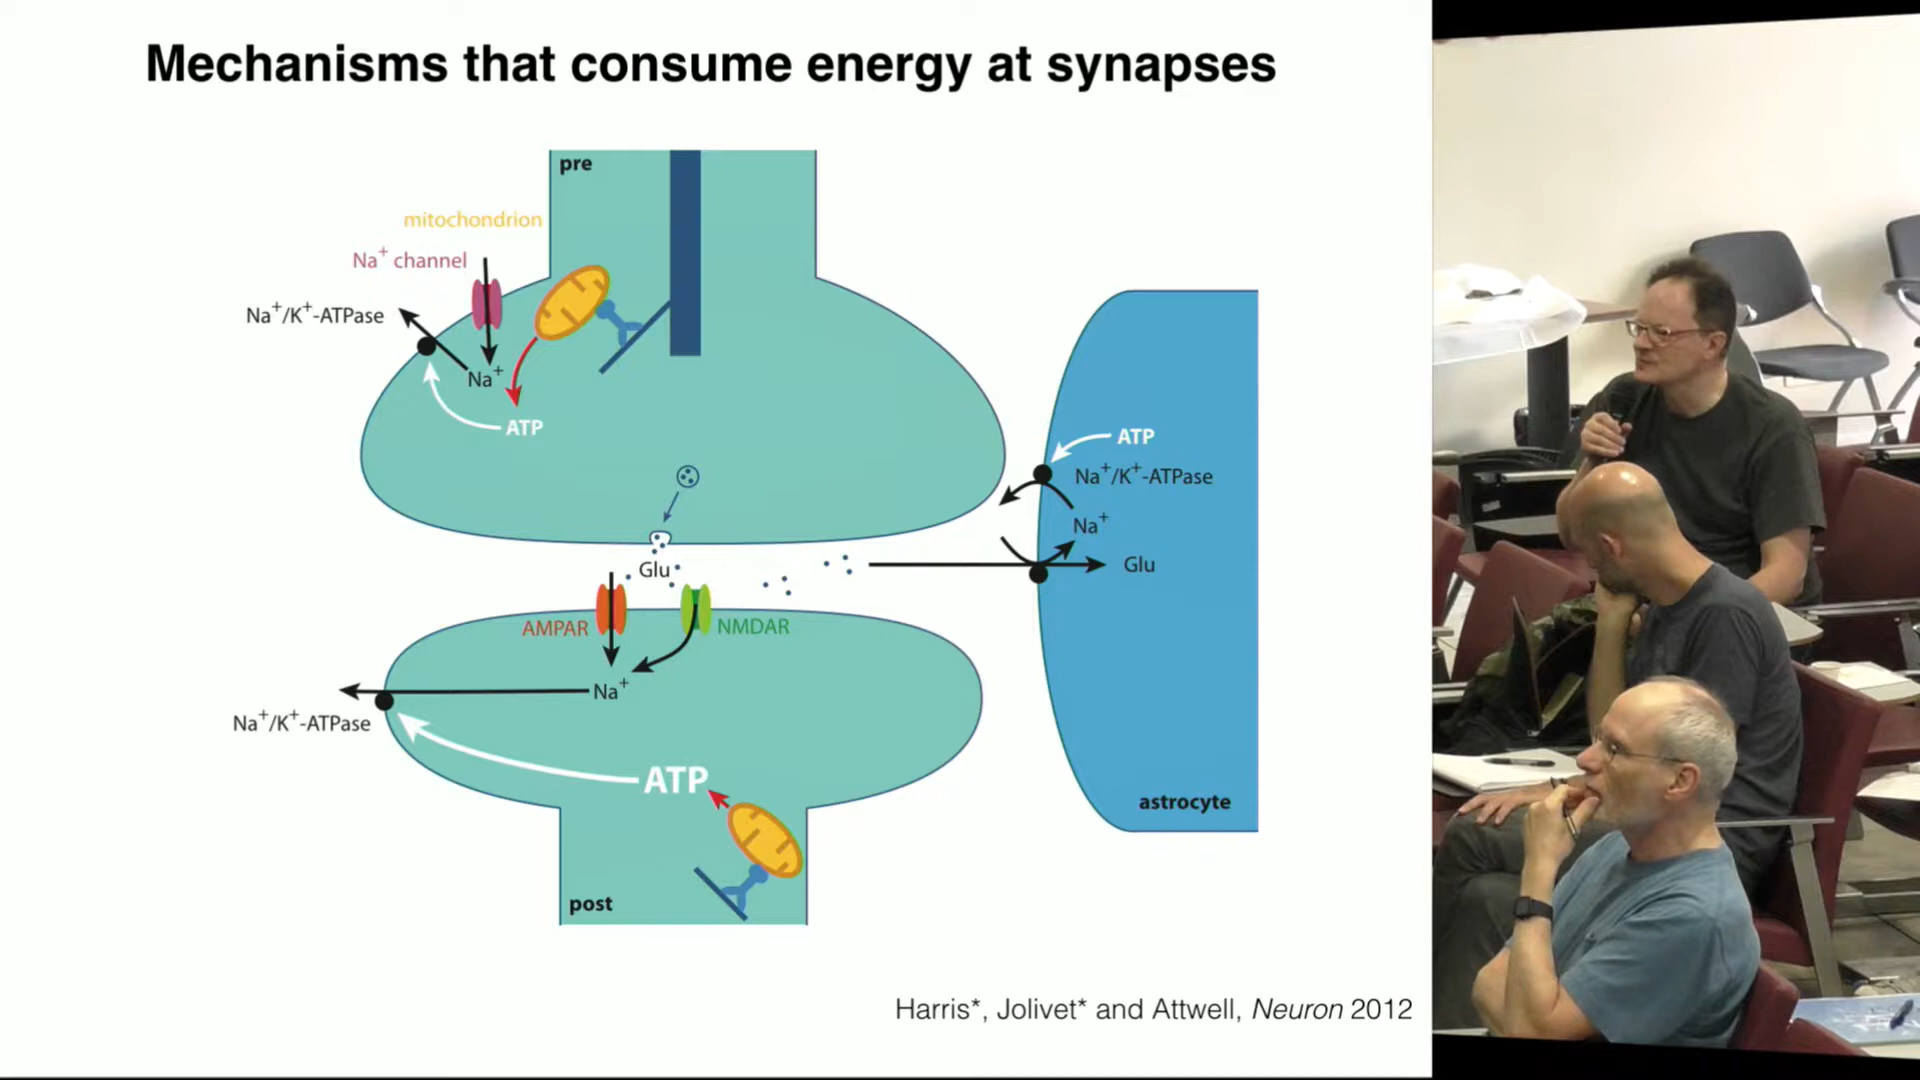 Mechanisms that consume energy at synapses
pre
mitochondrion
Na+ channel
Na+/K+-ATPase
Na+
ATP
ATP
Na+/K+-ATPase
Na+
Glu
Glu
AMPAR
NMDAR
Na+
Na+/K+-ATPase
ATP
astrocyte
post
Harris*, Jolivet* and Attwell, Neuron 2012